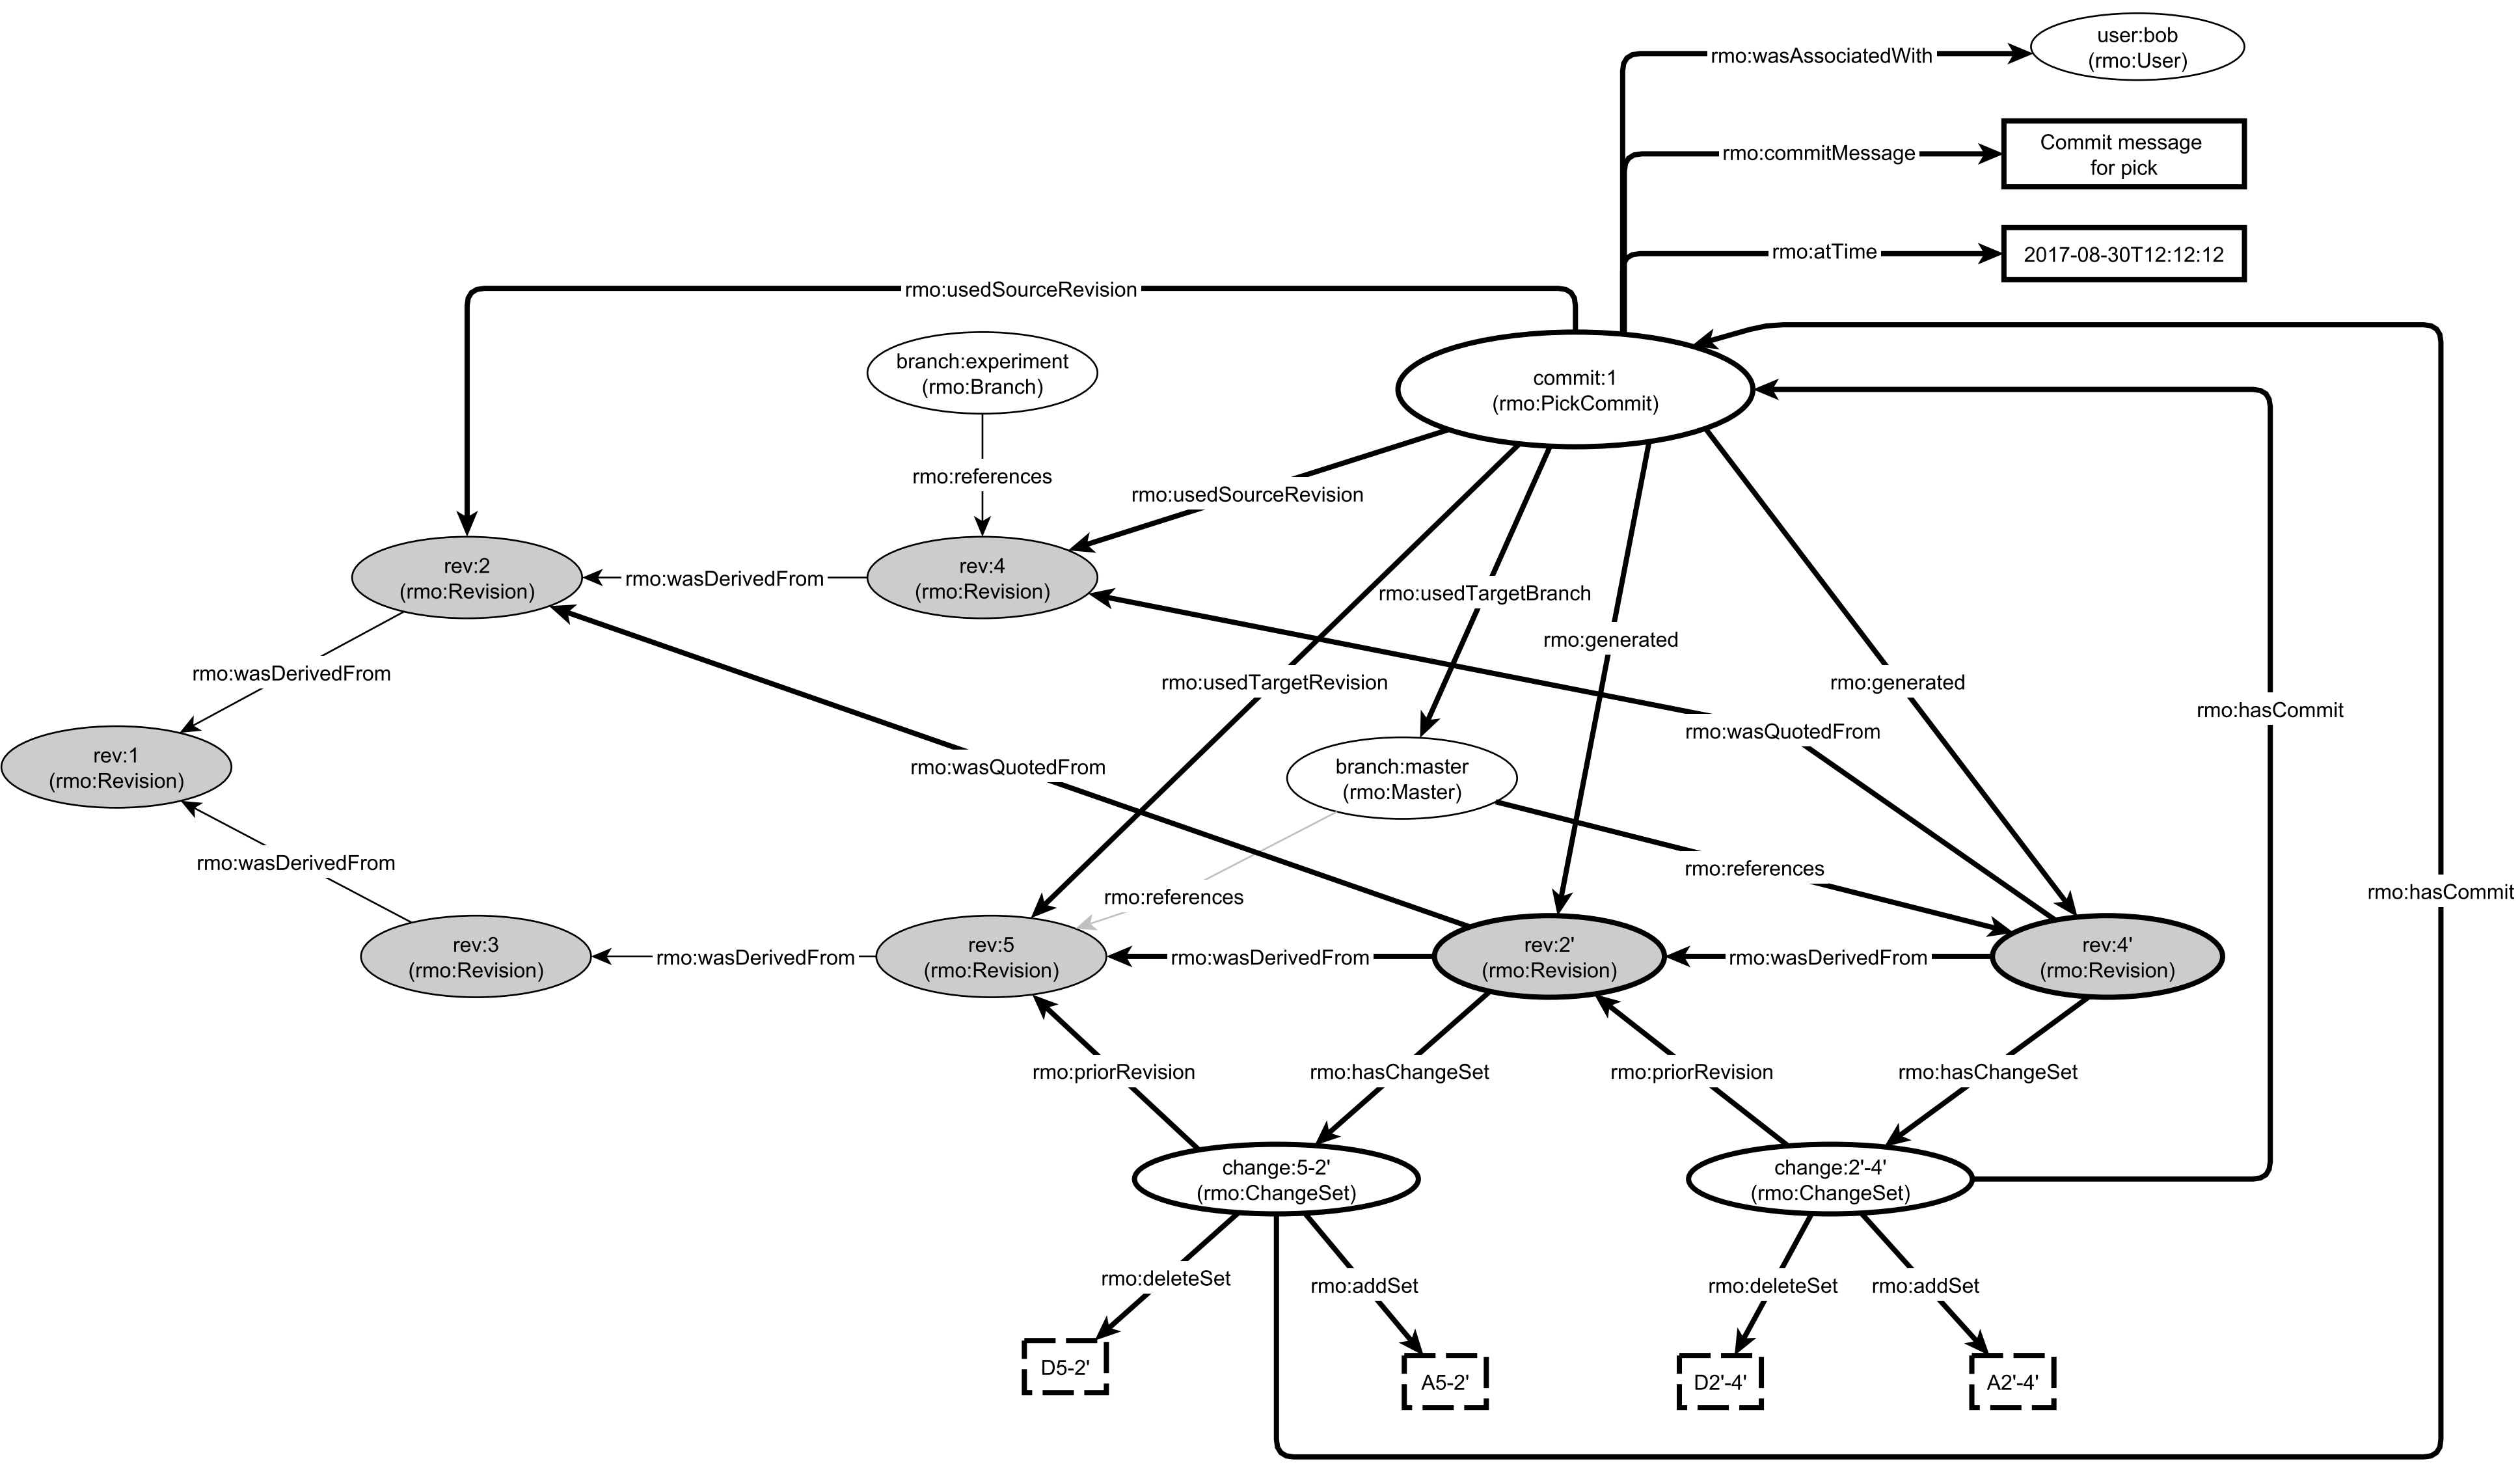 user:bob
(rmo:User)
rmo:wasAssociatedWith
Commit message
for pick
rmo:commitMessage
rmo:atTime
2017-08-30T12:12:12
rmo:usedSourceRevision
branch:experiment
(rmo:Branch)
commit:1
(rmo:PickCommit)
rmo:references
rmo:usedSourceRevision
rev:2
(rmo:Revision)
rmo:wasDerivedFrom
rev:4
(rmo:Revision)
rmo:usedTargetBranch
rmo:generated
rmo:wasDerivedFrom
rmo:usedTargetRevision
rmo:generated
rmo:hasCommit
rmo:wasQuotedFrom
rev:1
(rmo:Revision)
rmo:wasQuotedFrom
branch:master
(rmo:Master)
rmo:wasDerivedFrom
rmo:references
rmo:references
rmo:hasCommit
rev:3
(rmo:Revision)
rmo:wasDerivedFrom
rev:5
(rmo:Revision)
rmo:wasDerivedFrom
rev:2'
(rmo:Revision)
rmo:wasDerivedFrom
rev:4'
(rmo:Revision)
rmo:priorRevision
rmo:hasChangeSet
rmo:priorRevision
rmo:hasChangeSet
change:5-2'
(rmo:ChangeSet)
change:2'-4'
(rmo:ChangeSet)
rmo:deleteSet
rmo:addSet
rmo:deleteSet
rmo:addSet
D5-2'
A5-2'
D2'-4'
A2'-4'